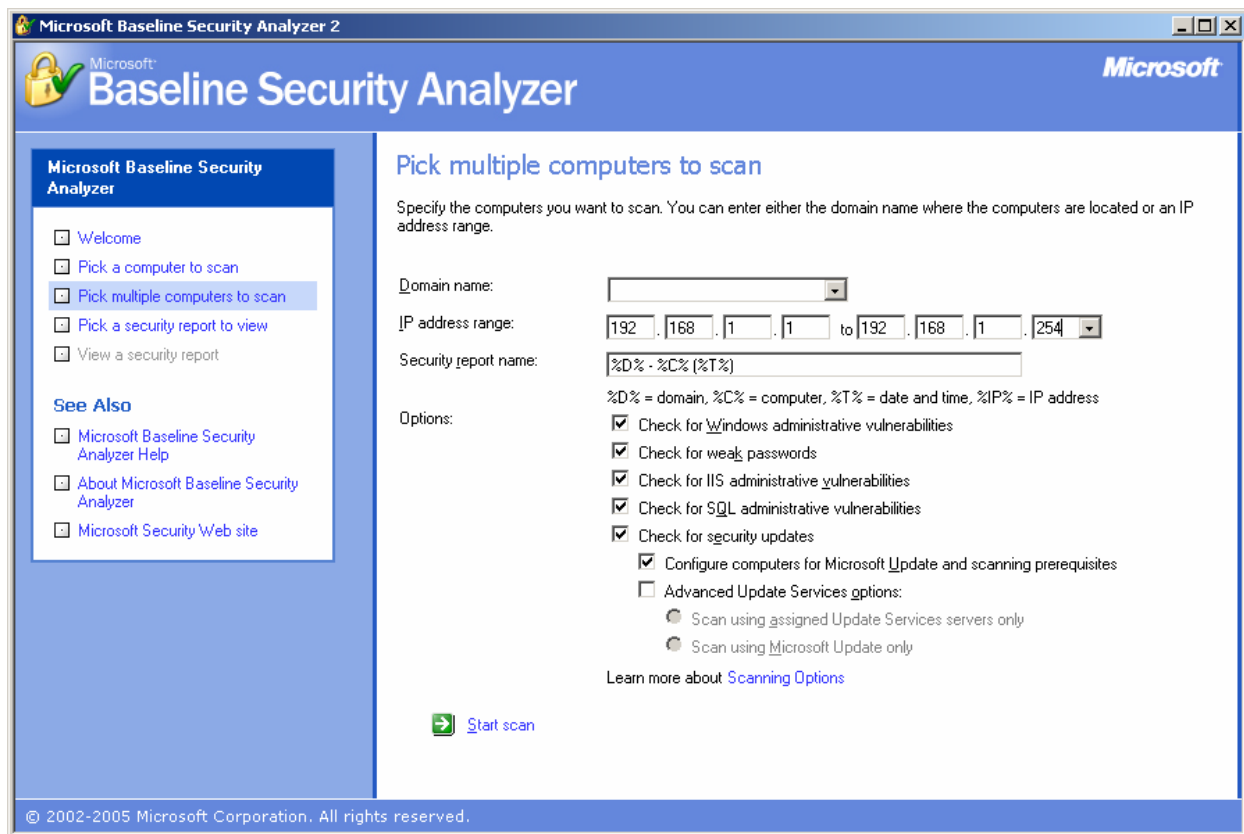 Microsoft Baseline Security Analyzer 2
Microsoft
Baseline Security Analyzer
Microsoft
Microsoft Baseline Security
Analyzer
Welcome
Pick a computer to scan
Pick multiple computers to scan
Pick a security report to view
View a security report
See Also
Microsoft Baseline Security
Analyzer Help
About Microsoft Baseline Security
Analyzer
Microsoft Security Web site
Pick multiple computers to scan
Specify the computers you want to scan. You can enter either the domain name where the computers are located or an IP
address range.
Domain name:
IP address range: 192 . 168 . 1 . 1 to 192 . 168 . 1 . 254
Security report name: %D% - %C% (%T%)
%D% = domain, %C% = computer, %T% = date and time, %IP% = IP address
Options:
Check for Windows administrative vulnerabilities
Check for weak passwords
Check for IIS administrative vulnerabilities
Check for SQL administrative vulnerabilities
Check for security updates
Configure computers for Microsoft Update and scanning prerequisites
Advanced Update Services options:
Scan using assigned Update Services servers only
Scan using Microsoft Update only
Learn more about Scanning Options
Start scan
© 2002-2005 Microsoft Corporation. All rights reserved.